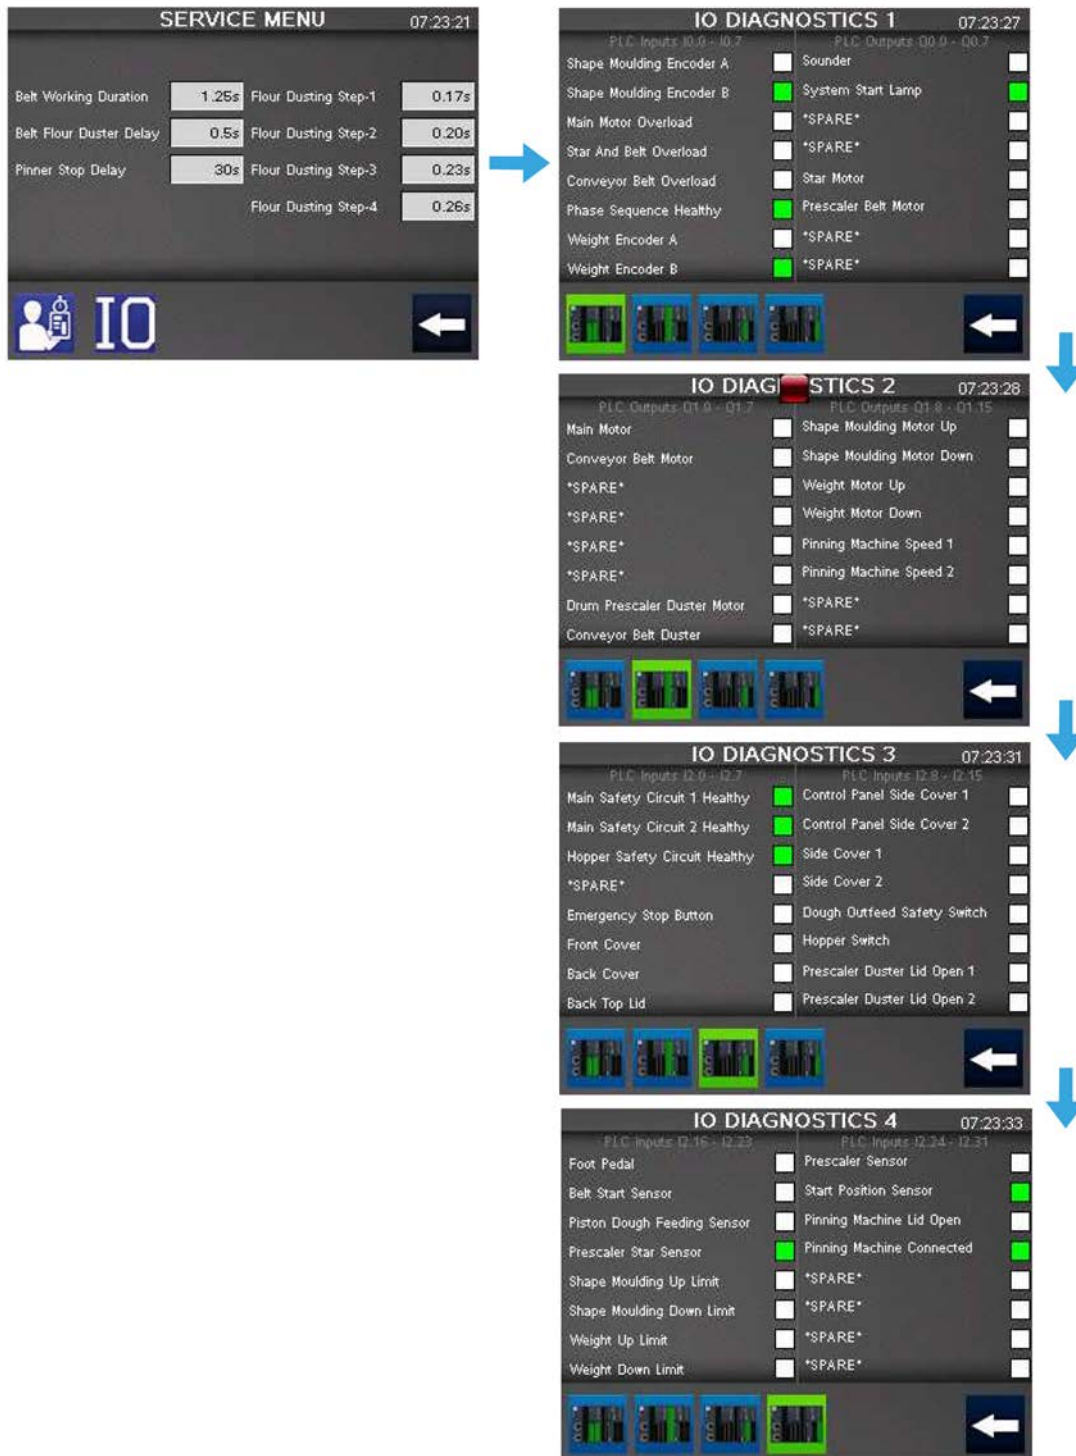 SERVICE MENU 07:23:21
Belt Working Duration 1.25s Flour Dusting Step-1 0.17s
Belt Flour Duster Delay 0.5s Flour Dusting Step-2 0.20s
Pinner Stop Delay 30s Flour Dusting Step-3 0.23s
Flour Dusting Step-4 0.26s
IO
IO DIAGNOSTICS 1 07:23:27
PLC Inputs I0.0 - I0.7 PLC Outputs Q0.0 - Q0.7
Shape Moulding Encoder A Sounder
Shape Moulding Encoder B System Start Lamp
Main Motor Overload *SPARE*
Star And Belt Overload *SPARE*
Conveyor Belt Overload Star Motor
Phase Sequence Healthy Prescaler Belt Motor
Weight Encoder A *SPARE*
Weight Encoder B *SPARE*
IO DIAG STICS 2 07:23:28
PLC Outputs Q1.0 - Q1.7 PLC Outputs Q1.8 - Q1.15
Main Motor Shape Moulding Motor Up
Conveyor Belt Motor Shape Moulding Motor Down
*SPARE* Weight Motor Up
*SPARE* Weight Motor Down
*SPARE* Pinning Machine Speed 1
*SPARE* Pinning Machine Speed 2
Drum Prescaler Duster Motor *SPARE*
Conveyor Belt Duster *SPARE*
IO DIAGNOSTICS 3 07:23:31
PLC Inputs I2.0 - I2.7 PLC Inputs I2.8 - I2.15
Main Safety Circuit 1 Healthy Control Panel Side Cover 1
Main Safety Circuit 2 Healthy Control Panel Side Cover 2
Hopper Safety Circuit Healthy Side Cover 1
*SPARE* Side Cover 2
Emergency Stop Button Dough Outfeed Safety Switch
Front Cover Hopper Switch
Back Cover Prescaler Duster Lid Open 1
Back Top Lid Prescaler Duster Lid Open 2
IO DIAGNOSTICS 4 07:23:33
PLC Inputs I2.16 - I2.23 PLC Inputs I2.24 - I2.31
Foot Pedal Prescaler Sensor
Belt Start Sensor Start Position Sensor
Piston Dough Feeding Sensor Pinning Machine Lid Open
Prescaler Star Sensor Pinning Machine Connected
Shape Moulding Up Limit *SPARE*
Shape Moulding Down Limit *SPARE*
Weight Up Limit *SPARE*
Weight Down Limit *SPARE*